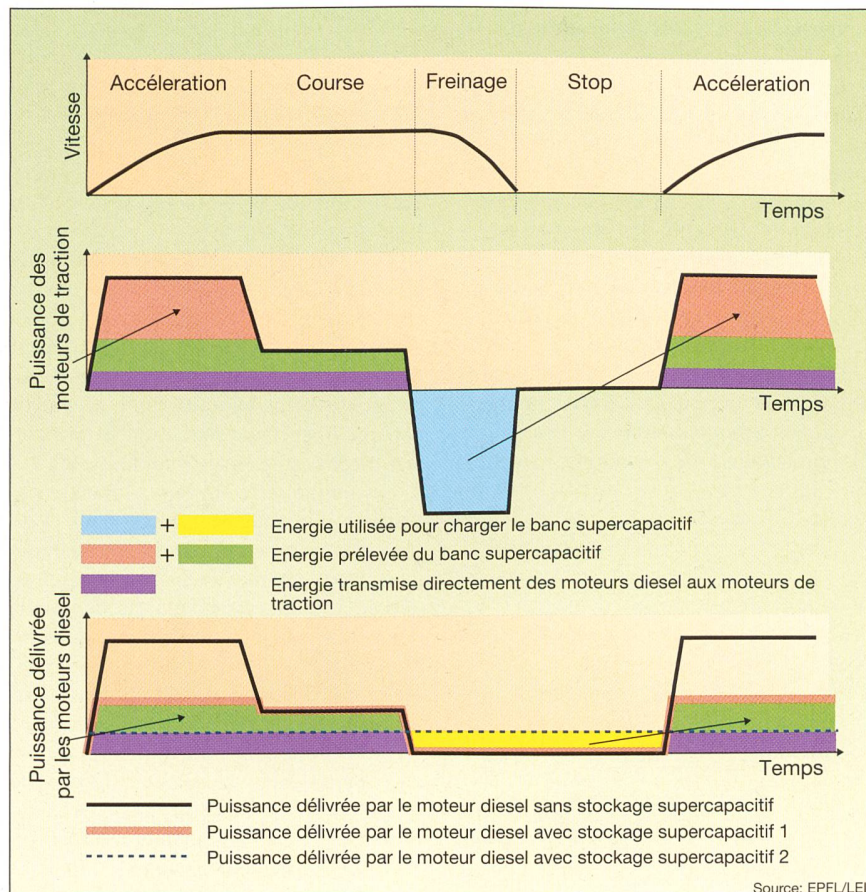 Accéleration
Course
Freinage
Stop
Accéleration
Vitesse
Temps
Puissance des
moteurs de traction
Temps
+
Energie utilisée pour charger le banc supercapacitif
+
Energie prélevée du banc supercapacitif
Energie transmise directement des moteurs diesel aux moteurs de
traction
Puissance délivrée
par les moteurs diesel
Temps
Puissance délivrée par le moteur diesel sans stockage supercapacitif
Puissance délivrée par le moteur diesel avec stockage supercapacitif 1
Puissance délivrée par le moteur diesel avec stockage supercapacitif 2
Source: EPFL/LEI